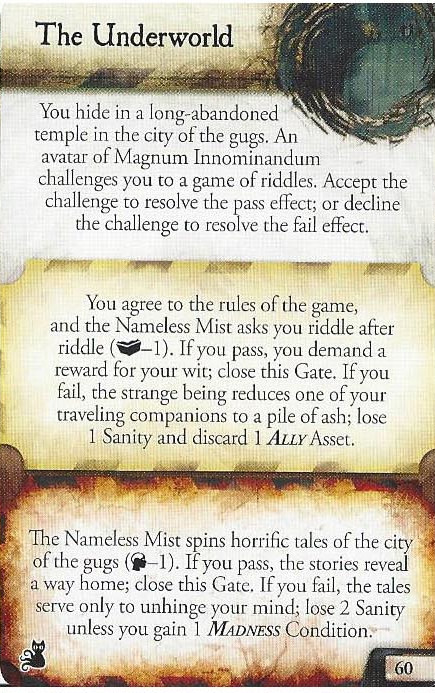 The Underworld
You hide in a long-abandoned
temple in the city of the gugs. An
avatar of Magnum Innominandum
challenges you to a game of riddles. Accept the
challenge to resolve the pass effect; or decline
the challenge to resolve the fail effect.
You agree to the rules of the game,
and the Nameless Mist asks you riddle after
riddle (–1). If you pass, you demand a
reward for your wit; close this Gate. If you
fail, the strange being reduces one of your
traveling companions to a pile of ash; lose
1 Sanity and discard 1 ALLY Asset.
The Nameless Mist spins horrific tales of the city
of the gugs (–1). If you pass, the stories reveal
a way home; close this Gate. If you fail, the tales
serve only to unhinge your mind; lose 2 Sanity
unless you gain 1 MADNESS Condition.
60